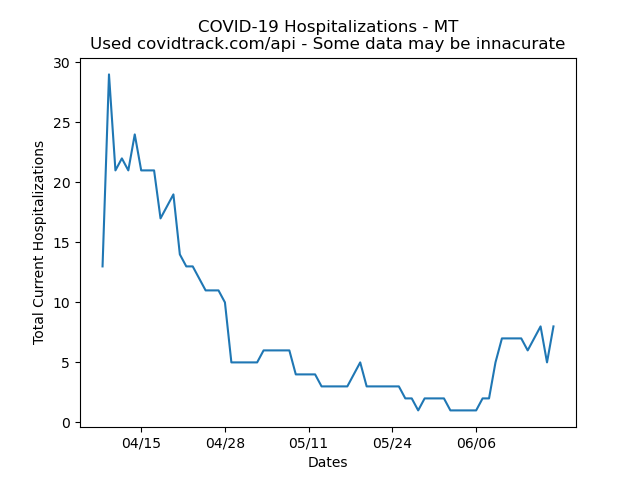 COVID-19 Hospitalizations - MT
Used covidtrack.com/api - Some data may be innacurate
Total Current Hospitalizations
30
25
20
15
10
5
0
04/15 04/28 05/11 05/24 06/06
Dates